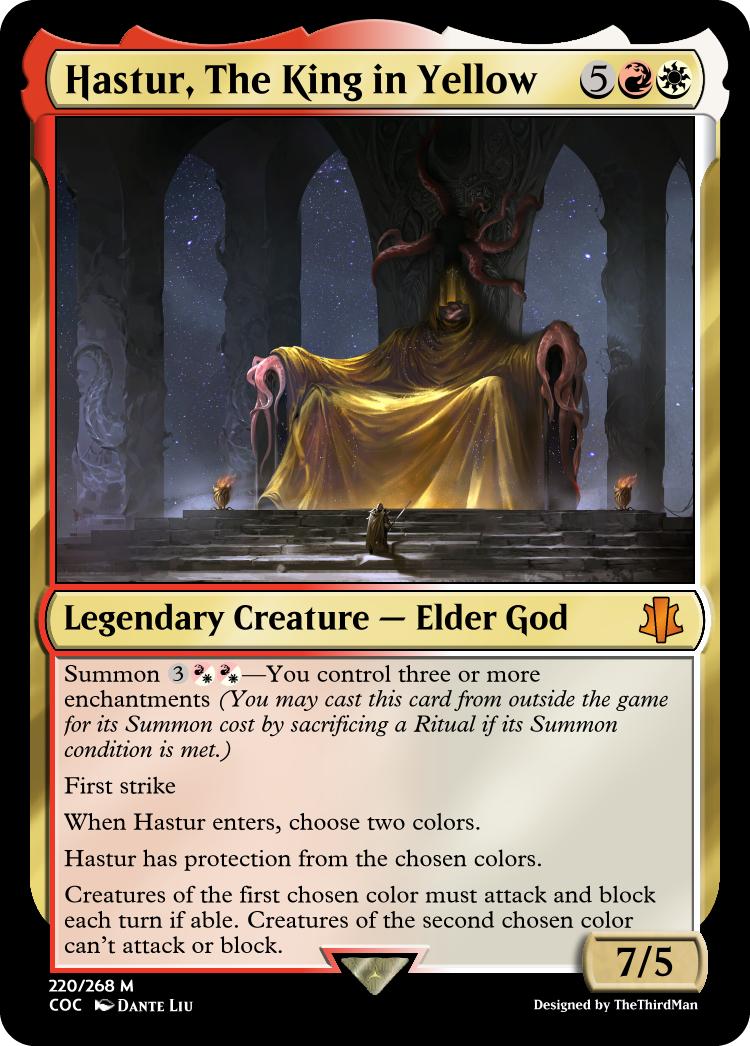 Hastur, The King in Yellow 5
Legendary Creature — Elder God
Summon 3 —You control three or more
enchantments (You may cast this card from outside the game
for its Summon cost by sacrificing a Ritual if its Summon
condition is met.)
First strike
When Hastur enters, choose two colors.
Hastur has protection from the chosen colors.
Creatures of the first chosen color must attack and block
each turn if able. Creatures of the second chosen color
can't attack or block.
7/5
220/268 M
COC Dante Liu
Designed by TheThirdMan